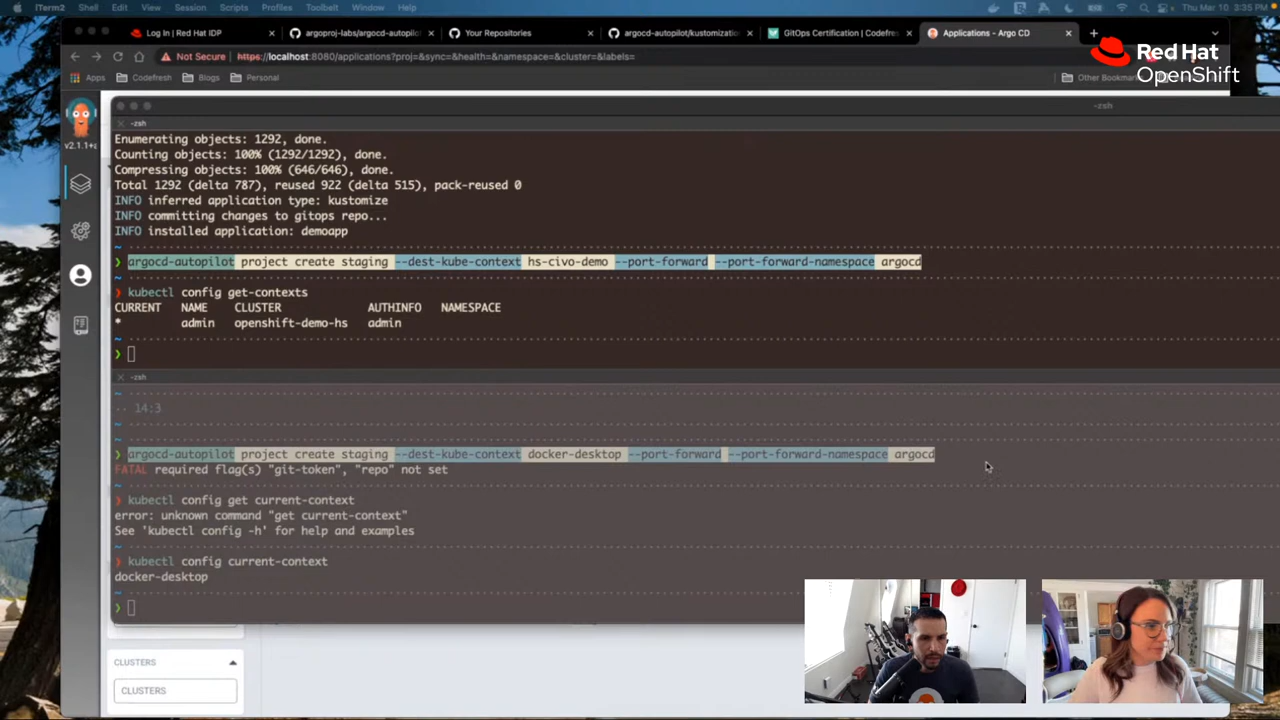 iTerm2 Shell Edit View Session Scripts Profiles Toolbelt Window Help
Thu Mar 10 3:35 PM
Log In | Red Hat IDP
argoproj-labs/argocd-autopilo
Your Repositories
argocd-autopilot/kustomization
GitOps Certification | Codefres
Applications - Argo CD
Not Secure https://localhost:8080/applications?proj=&sync=&health=&namespace=&cluster=&labels=
Apps Codefresh Blogs Personal Other Bookmarks
Red Hat
OpenShift
v2.1.1+a
-zsh
-zsh
Enumerating objects: 1292, done.
Counting objects: 100% (1292/1292), done.
Compressing objects: 100% (646/646), done.
Total 1292 (delta 787), reused 922 (delta 515), pack-reused 0
INFO inferred application type: kustomize
INFO committing changes to gitops repo...
INFO installed application: demoapp
~
❯ argocd-autopilot project create staging --dest-kube-context hs-civo-demo --port-forward --port-forward-namespace argocd
~
❯ kubectl config get-contexts
CURRENT NAME CLUSTER AUTHINFO NAMESPACE
* admin openshift-demo-hs admin
~
❯
-zsh
~
.. 14:3
~
~
❯ argocd-autopilot project create staging --dest-kube-context docker-desktop --port-forward --port-forward-namespace argocd
FATAL required flag(s) "git-token", "repo" not set
~
❯ kubectl config get current-context
error: unknown command "get current-context"
See 'kubectl config -h' for help and examples
~
❯ kubectl config current-context
docker-desktop
~
❯
CLUSTERS
CLUSTERS